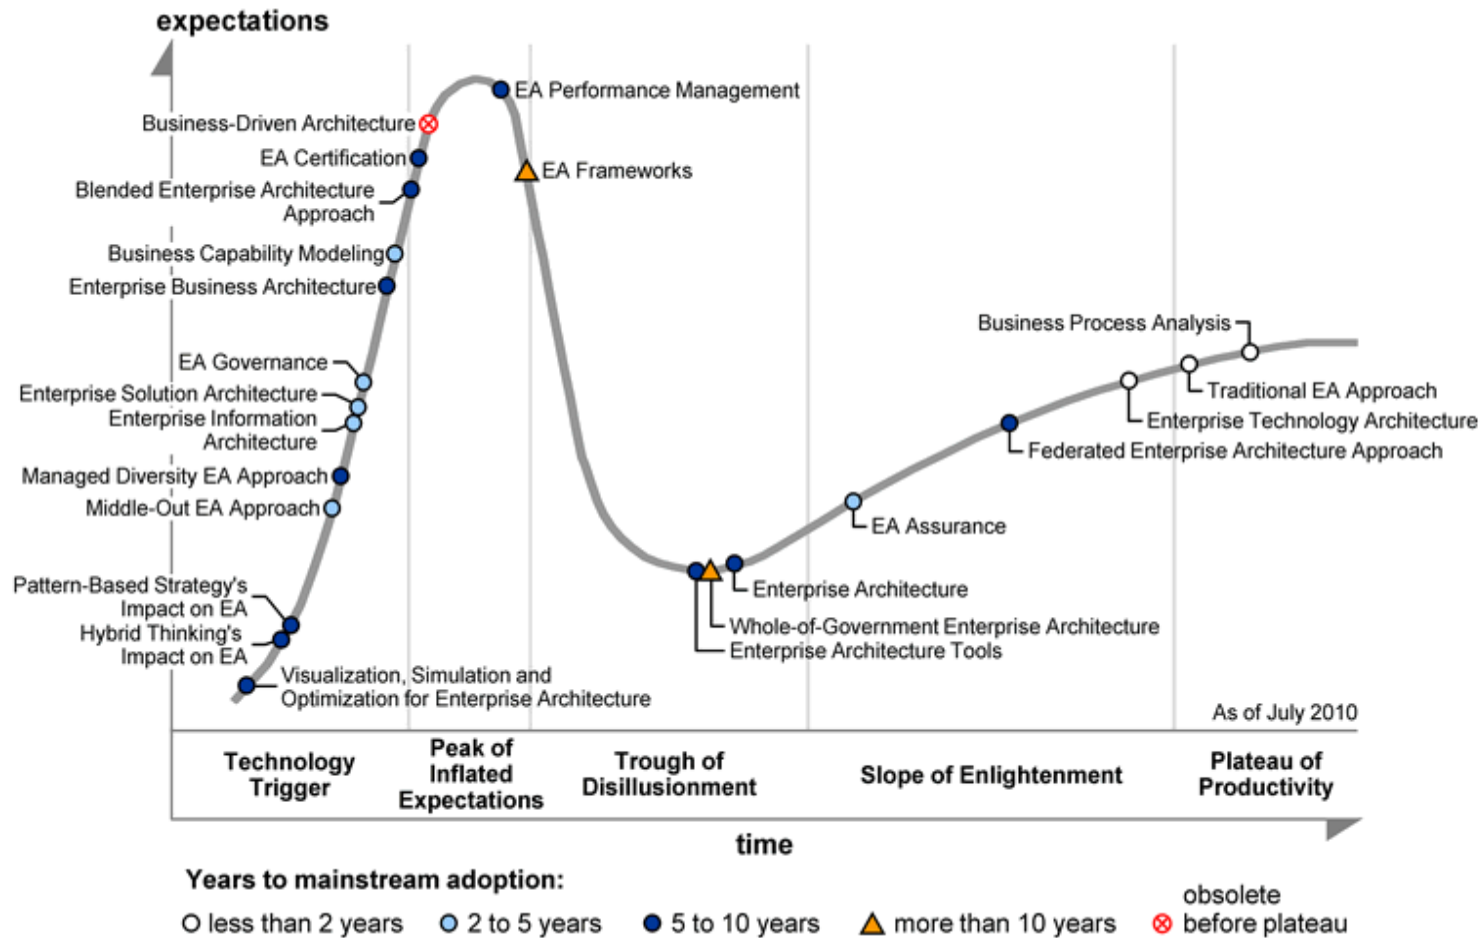 expectations
EA Performance Management
Business-Driven Architecture
EA Certification
EA Frameworks
Blended Enterprise Architecture
Approach
Business Capability Modeling
Enterprise Business Architecture
Business Process Analysis
EA Governance
Enterprise Solution Architecture
Traditional EA Approach
Enterprise Information
Architecture
Enterprise Technology Architecture
Federated Enterprise Architecture Approach
Managed Diversity EA Approach
Middle-Out EA Approach
EA Assurance
Pattern-Based Strategy's
Impact on EA
Enterprise Architecture
Hybrid Thinking's
Impact on EA
Whole-of-Government Enterprise Architecture
Enterprise Architecture Tools
Visualization, Simulation and
Optimization for Enterprise Architecture
As of July 2010
Technology
Trigger
Peak of
Inflated
Expectations
Trough of
Disillusionment
Slope of Enlightenment
Plateau of
Productivity
time
Years to mainstream adoption:
less than 2 years
2 to 5 years
5 to 10 years
more than 10 years
obsolete
before plateau